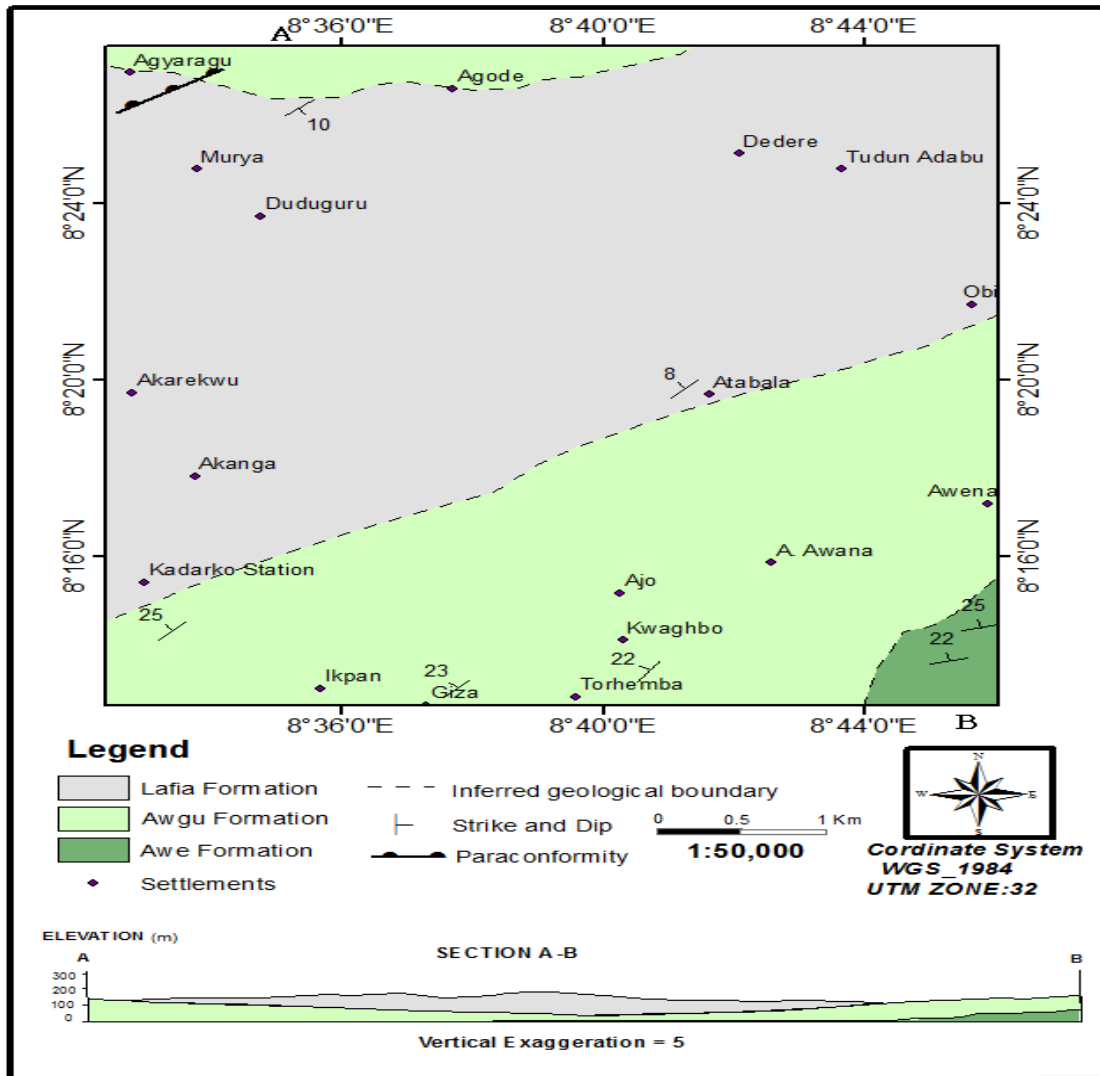 A
8°36'0"E 8°40'0"E 8°44'0"E
Agyaragu
Agode
10
Murya
Dedere
Tudun Adabu
8°24'0"N 8°24'0"N
Duduguru
Obi
8°20'0"N 8°20'0"N
8
Atabala
Akarekwu
Akanga
Awena
8°16'0"N 8°16'0"N
A. Awana
Kadarko Station
Ajo
25
25
Kwaghbo
22
22
23
Ikpan
Giza
Torhemba
8°36'0"E 8°40'0"E 8°44'0"E
B
Legend
Lafia Formation
Awgu Formation
Awe Formation
Settlements
Inferred geological boundary
Strike and Dip
Paraconformity
0 0.5 1 Km
1:50,000
N
W E
S
Cordinate System
WGS_1984
UTM ZONE:32
ELEVATION (m)
SECTION A-B
A B
300
200
100
0
Vertical Exaggeration = 5